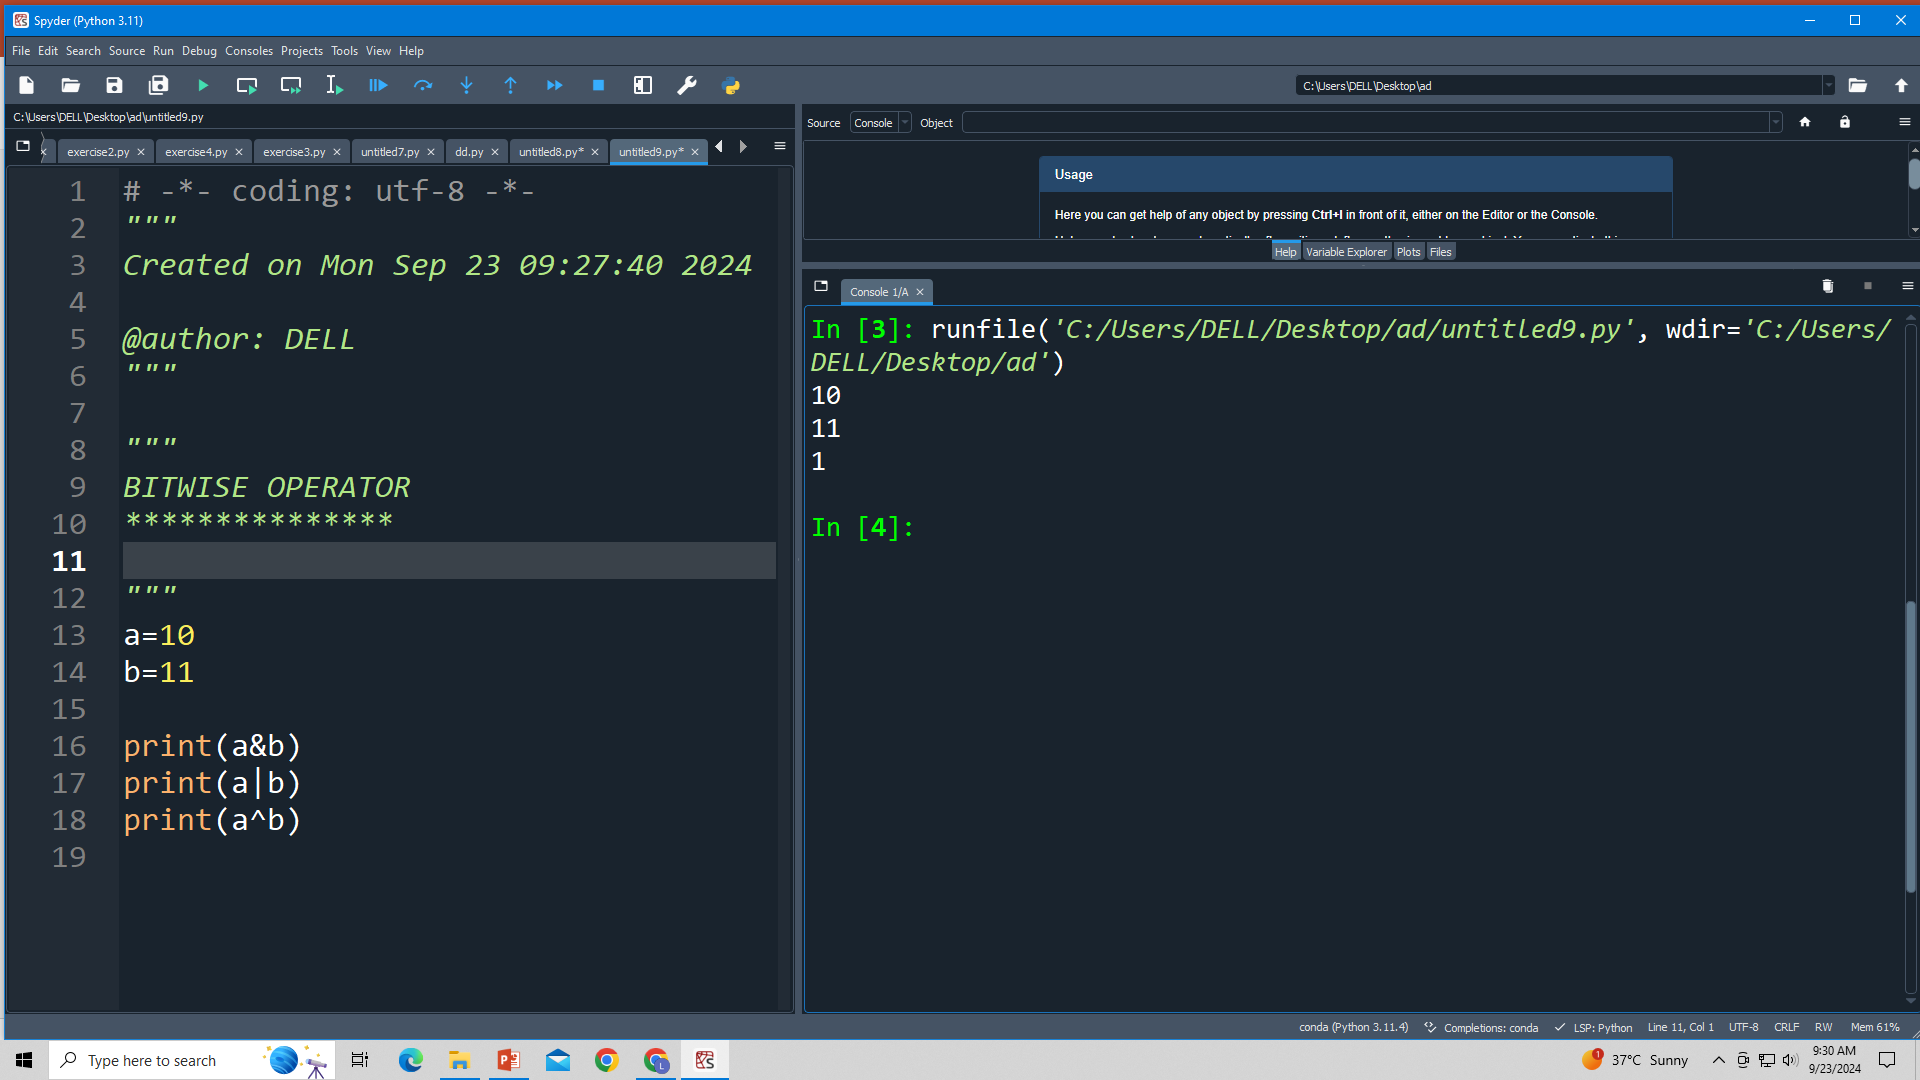 Spyder (Python 3.11)
File Edit Search Source Run Debug Consoles Projects Tools View Help
C:\Users\DELL\Desktop\ad
C:\Users\DELL\Desktop\ad\untitled9.py
exercise2.py exercise4.py exercise3.py untitled7.py dd.py untitled8.py* untitled9.py*
1 # -*- coding: utf-8 -*-
2 """
3 Created on Mon Sep 23 09:27:40 2024
4
5 @author: DELL
6 """
7
8 """
9 BITWISE OPERATOR
10 ***************
11
12 """
13 a=10
14 b=11
15
16 print(a&b)
17 print(a|b)
18 print(a^b)
19
Source Console Object
Usage
Here you can get help of any object by pressing Ctrl+I in front of it, either on the Editor or the Console.
Help Variable Explorer Plots Files
Console 1/A
In [3]: runfile('C:/Users/DELL/Desktop/ad/untitled9.py', wdir='C:/Users/
DELL/Desktop/ad')
10
11
1
In [4]:
conda (Python 3.11.4) Completions: conda LSP: Python Line 11, Col 1 UTF-8 CRLF RW Mem 61%
Type here to search
1 37°C Sunny
9:30 AM
9/23/2024